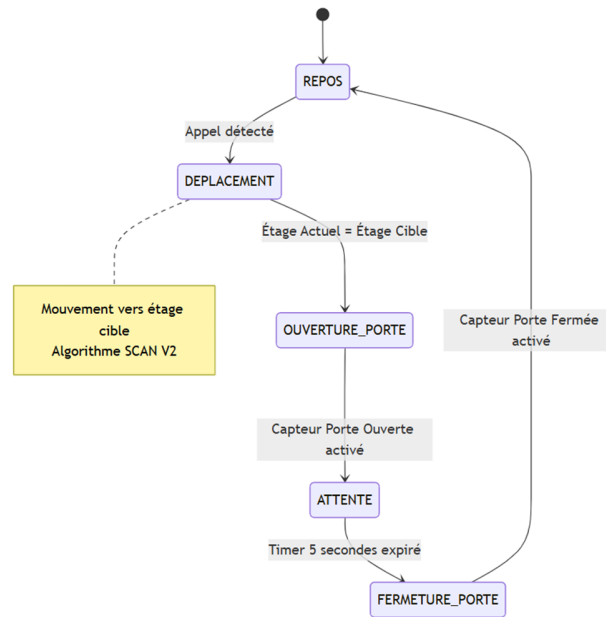 REPOS
Appel détecté
DEPLACEMENT
Étage Actuel = Étage Cible
Mouvement vers étage
cible
Algorithme SCAN V2
OUVERTURE_PORTE
Capteur Porte Fermée
activé
Capteur Porte Ouverte
activé
ATTENTE
Timer 5 secondes expiré
FERMETURE_PORTE